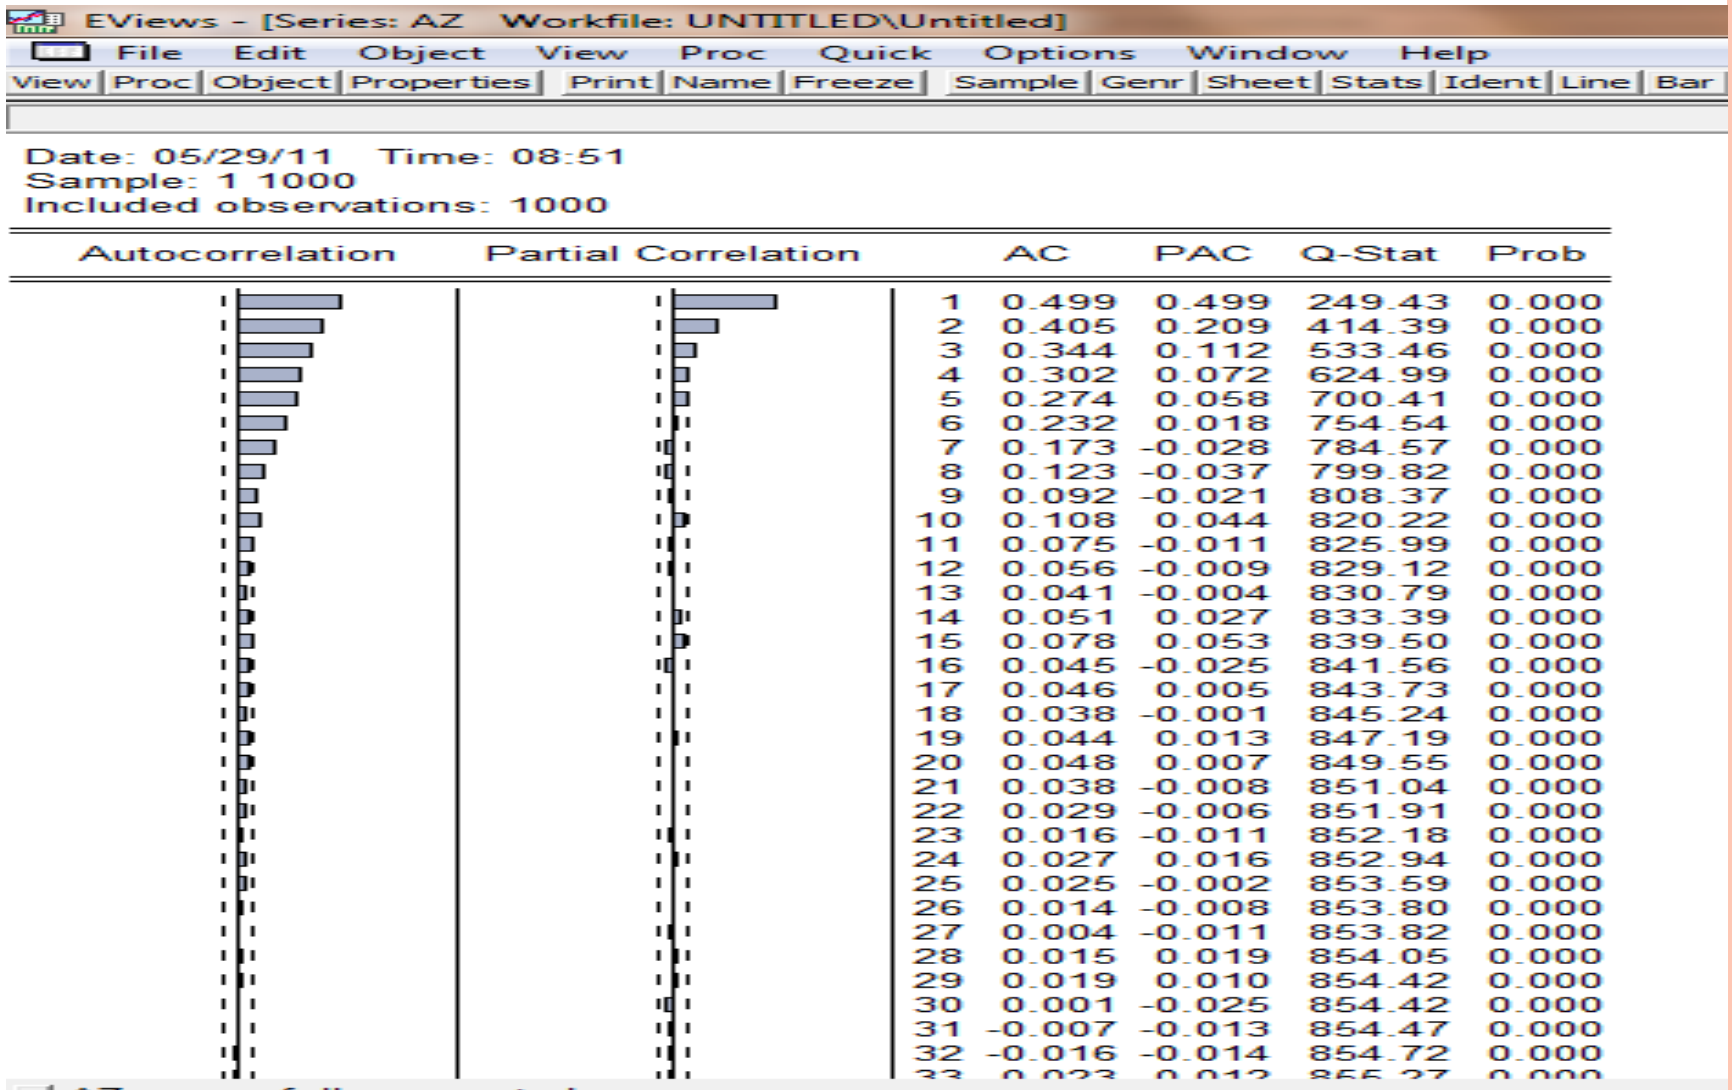 EViews - [Series: AZ Workfile: UNTITLED\Untitled]
File Edit Object View Proc Quick Options Window Help
View Proc Object Properties Print Name Freeze Sample Genr Sheet Stats Ident Line Bar
Date: 05/29/11 Time: 08:51
Sample: 1 1000
Included observations: 1000
Autocorrelation Partial Correlation AC PAC Q-Stat Prob
1 0.499 0.499 249.43 0.000
2 0.405 0.209 414.39 0.000
3 0.344 0.112 533.46 0.000
4 0.302 0.072 624.99 0.000
5 0.274 0.058 700.41 0.000
6 0.232 0.018 754.54 0.000
7 0.173 -0.028 784.57 0.000
8 0.123 -0.037 799.82 0.000
9 0.092 -0.021 808.37 0.000
10 0.108 0.044 820.22 0.000
11 0.075 -0.011 825.99 0.000
12 0.056 -0.009 829.12 0.000
13 0.041 -0.004 830.79 0.000
14 0.051 0.027 833.39 0.000
15 0.078 0.053 839.50 0.000
16 0.045 -0.025 841.56 0.000
17 0.046 0.005 843.73 0.000
18 0.038 -0.001 845.24 0.000
19 0.044 0.013 847.19 0.000
20 0.048 0.007 849.55 0.000
21 0.038 -0.008 851.04 0.000
22 0.029 -0.006 851.91 0.000
23 0.016 -0.011 852.18 0.000
24 0.027 0.016 852.94 0.000
25 0.025 -0.002 853.59 0.000
26 0.014 -0.008 853.80 0.000
27 0.004 -0.011 853.82 0.000
28 0.015 0.019 854.05 0.000
29 0.019 0.010 854.42 0.000
30 0.001 -0.025 854.42 0.000
31 -0.007 -0.013 854.47 0.000
32 -0.016 -0.014 854.72 0.000